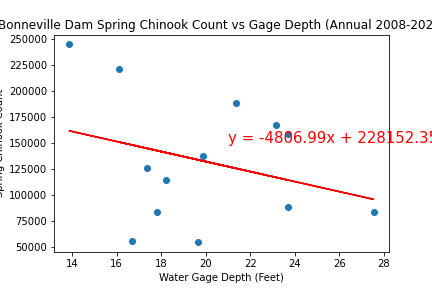 Bonneville Dam Spring Chinook Count vs Gage Depth (Annual 2008-202
250000
225000
200000
175000
150000
125000
100000
75000
50000
y = -4806.99x + 228152.35
14 16 18 20 22 24 26 28
Water Gage Depth (Feet)
Spring Chinook Count